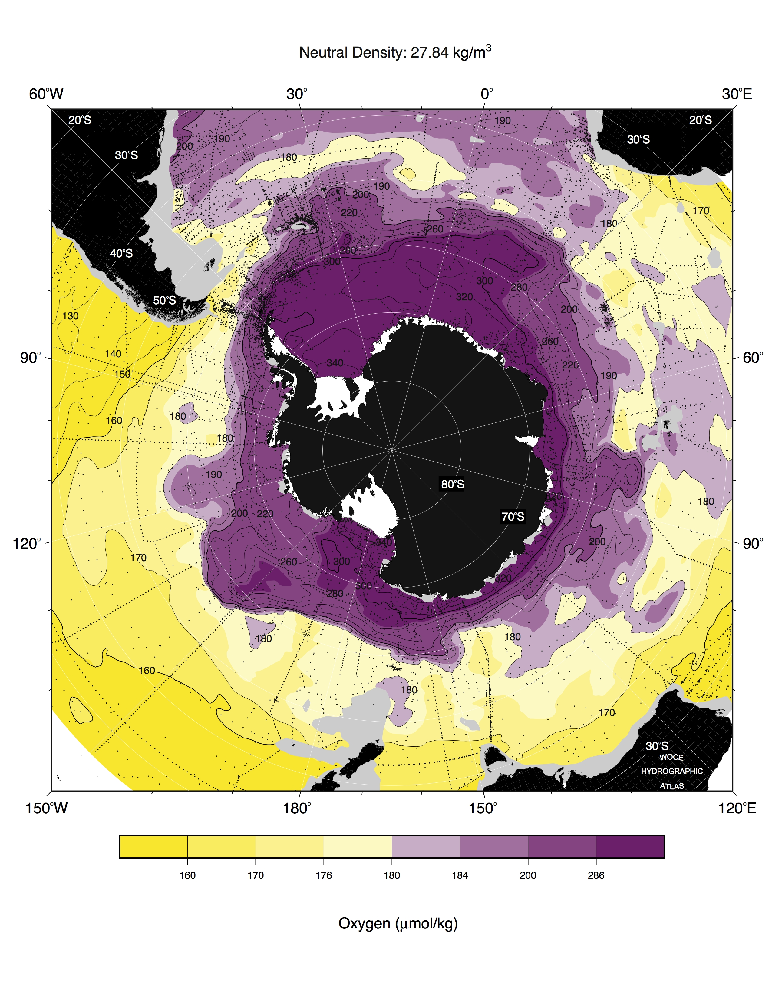 Neutral Density: 27.84 kg/m³
60°W 30° 0° 30°E
20°S 20°S
190
190
30°S
200
30°S
180
190
200
170
220
180
260
40°S
280
300
300
280
320
50°S
200
130
260
140
90° 60°
340
220
150
190
180
160
180
190
80°S
320
180
200 220
70°S
200
120° 90°
340
170
300
260
320
300
280
180
180
160
180
170
30°S
WOCE
HYDROGRAPHIC
ATLAS
150°W 180° 150° 120°E
160 170 176 180 184 200 286
Oxygen (μmol/kg)